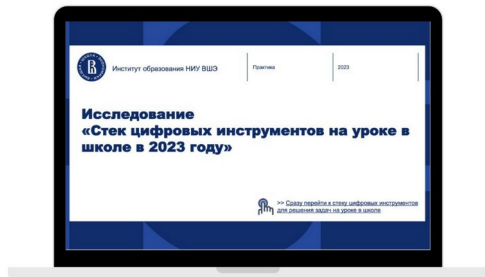 Институт образования НИУ ВШЭ
Практика
2023
Исследование
«Стек цифровых инструментов на уроке в
школе в 2023 году»
>> Сразу перейти к стеку цифровых инструментов
для решения задач на уроке в школе